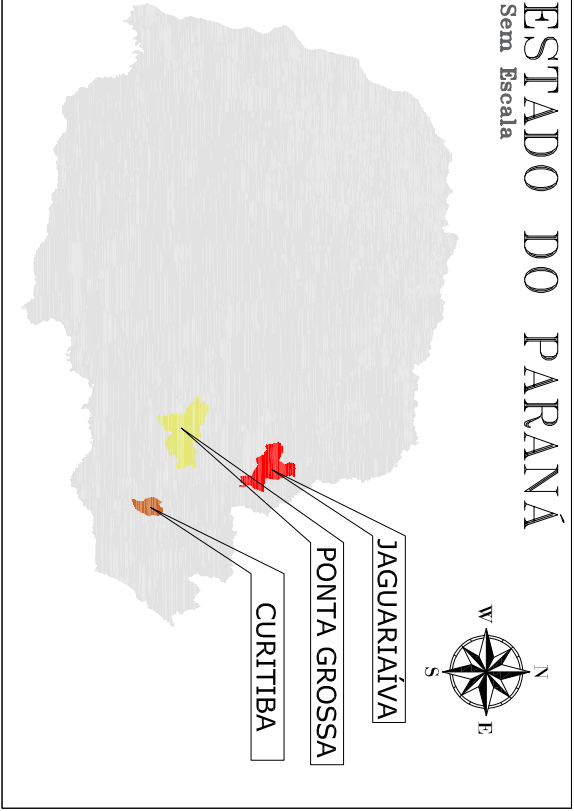 ESTADO DO PARANÁ
Sem Escala
N
W
E
S
JAGUARIAÍVA
PONTA GROSSA
CURITIBA